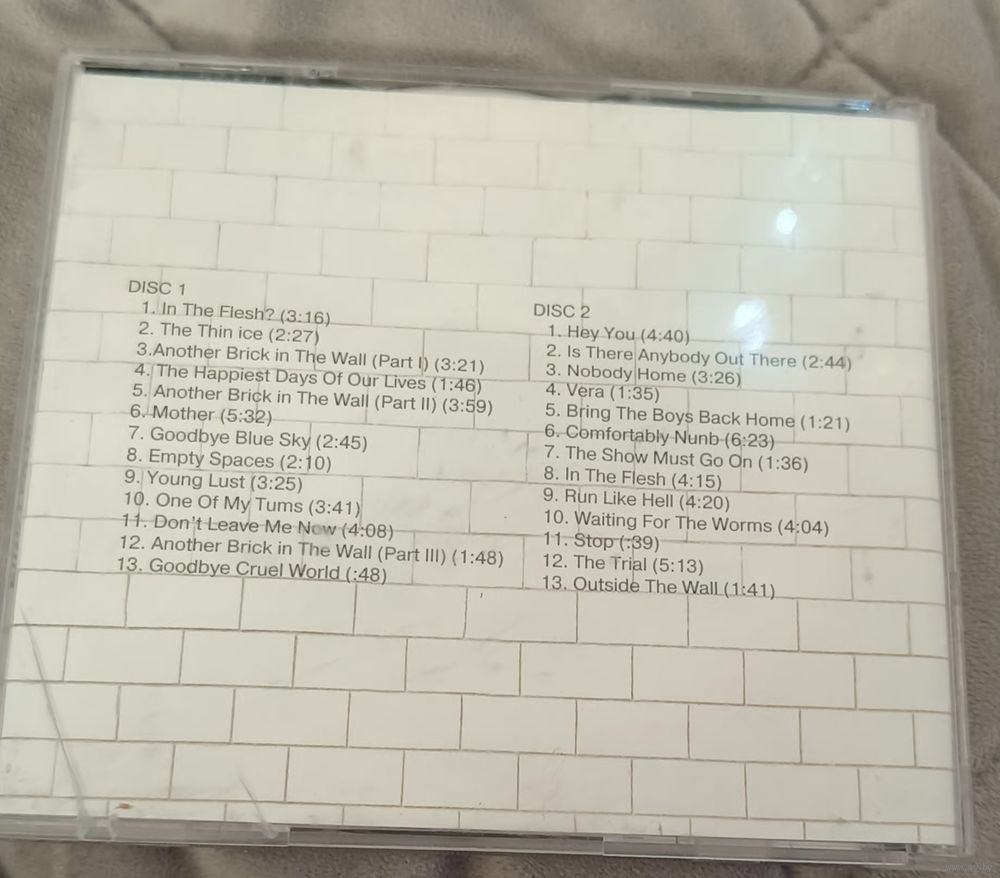 DISC 1
1. In The Flesh? (3:16)
2. The Thin ice (2:27)
3.Another Brick in The Wall (Part I) (3:21)
4. The Happiest Days Of Our Lives (1:46)
5. Another Brick in The Wall (Part II) (3:59)
6. Mother (5:32)
7. Goodbye Blue Sky (2:45)
8. Empty Spaces (2:10)
9. Young Lust (3:25)
10. One Of My Tums (3:41)
11. Don't Leave Me Now (4:08)
12. Another Brick in The Wall (Part III) (1:48)
13. Goodbye Cruel World (:48)
DISC 2
1. Hey You (4:40)
2. Is There Anybody Out There (2:44)
3. Nobody Home (3:26)
4. Vera (1:35)
5. Bring The Boys Back Home (1:21)
6. Comfortably Nunb (6:23)
7. The Show Must Go On (1:36)
8. In The Flesh (4:15)
9. Run Like Hell (4:20)
10. Waiting For The Worms (4:04)
11. Stop (:39)
12. The Trial (5:13)
13. Outside The Wall (1:41)